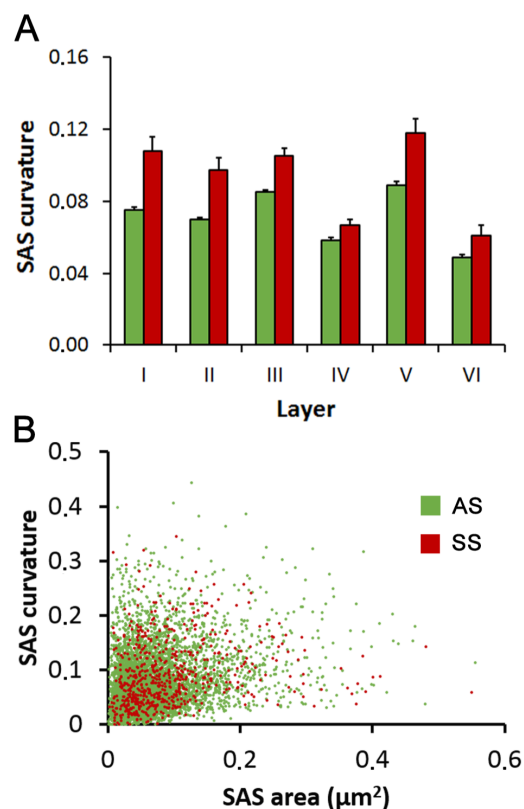 A
SAS curvature
0.16
0.12
0.08
0.04
0.00
I II III IV V VI
Layer
B
SAS curvature
0.5
0.4
0.3
0.2
0.1
0
AS
SS
0 0.2 0.4 0.6
SAS area (µm²)